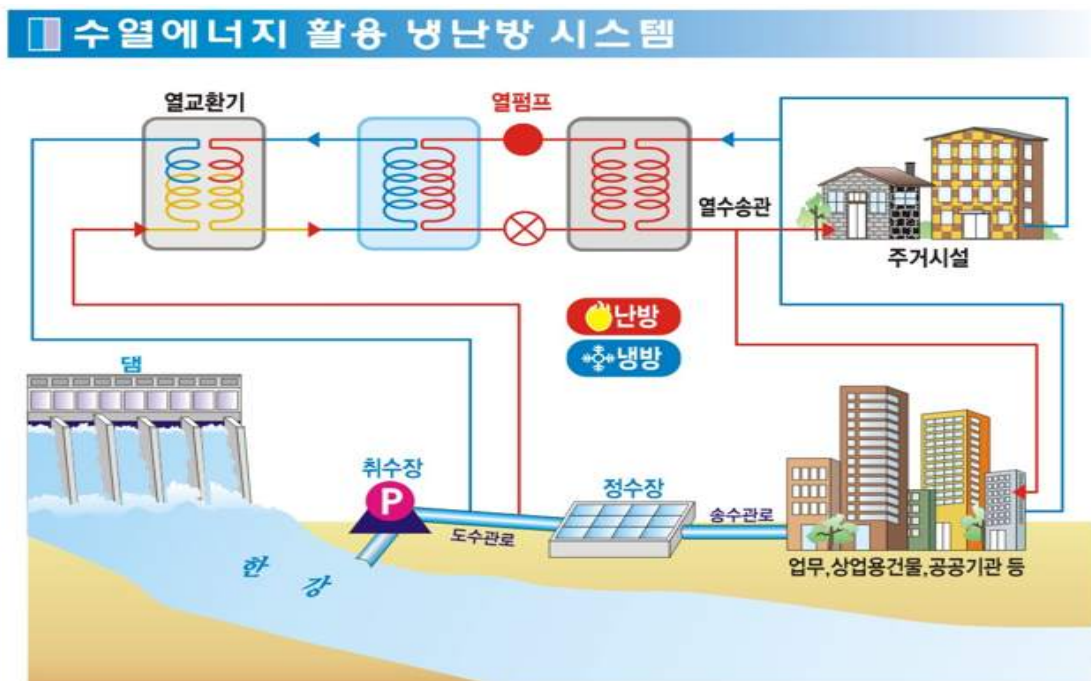 수열에너지 활용 냉난방 시스템
열교환기
열펌프
열수송관
주거시설
난방
냉방
댐
취수장
P
정수장
도수관로
송수관로
한강
업무,상업용건물,공공기관 등